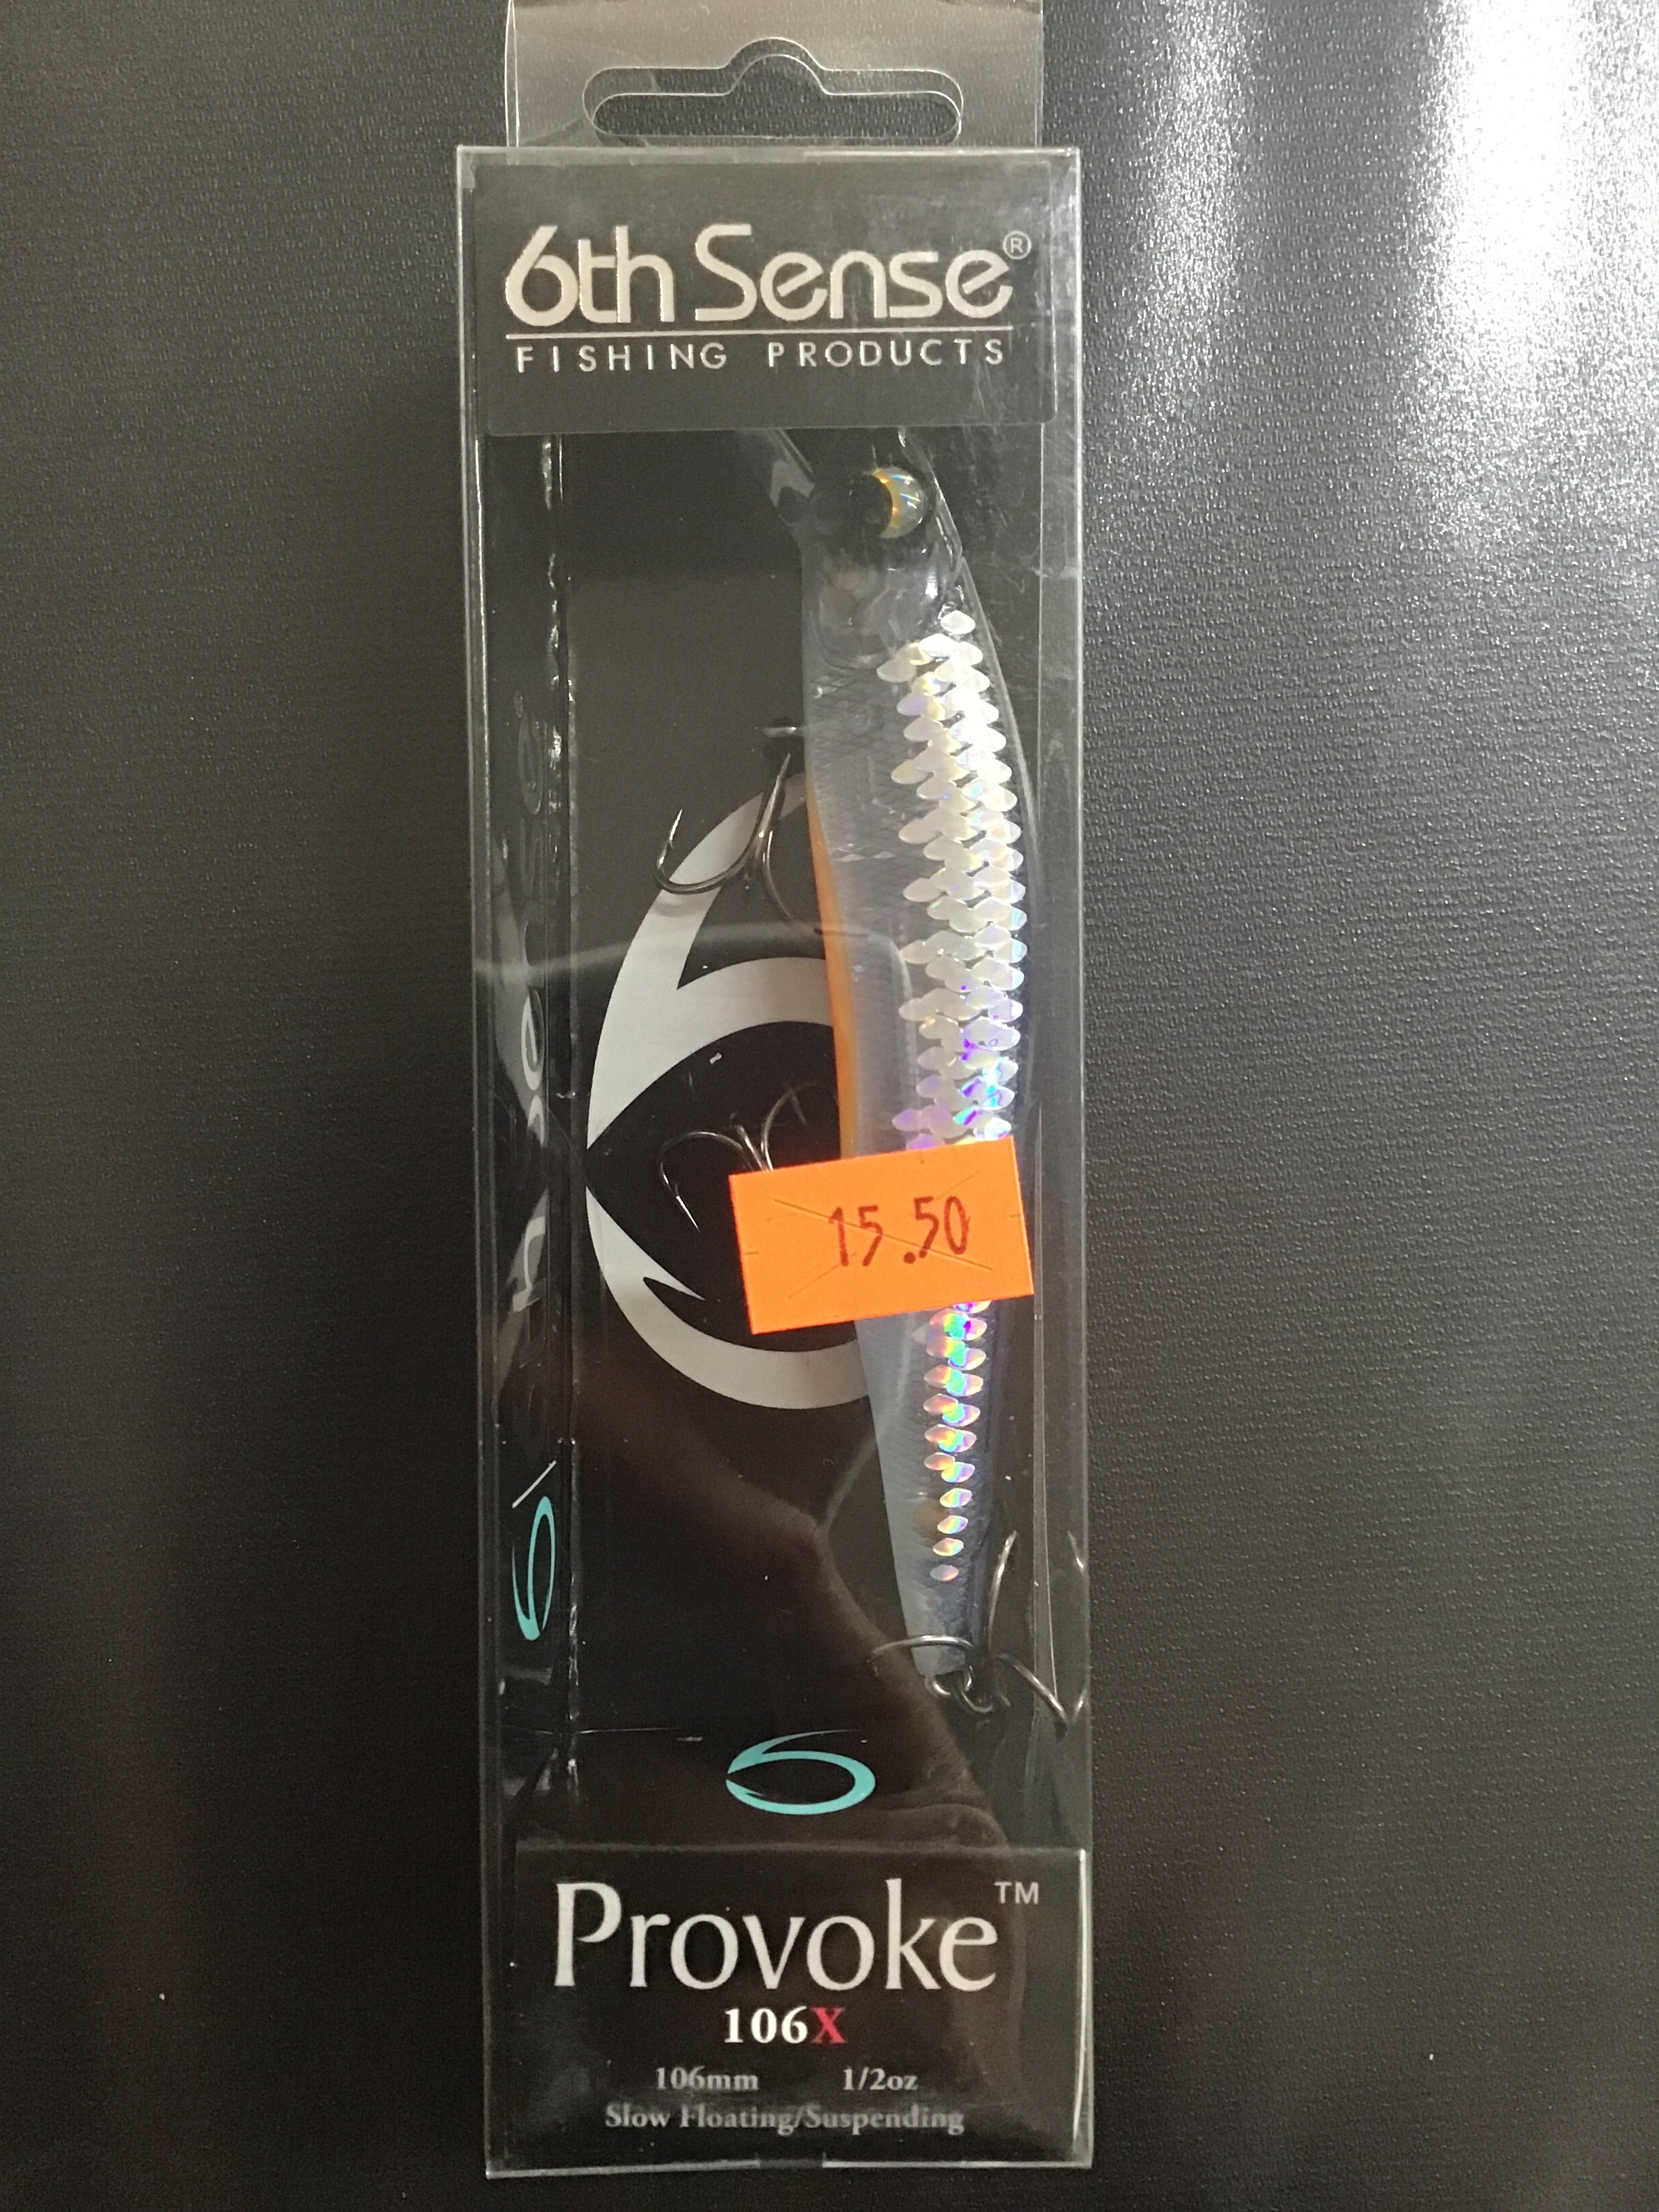 6th Sense®
FISHING PRODUCTS
15.50
Provoke™
106X
106mm 1/2oz
Slow Floating/Suspending